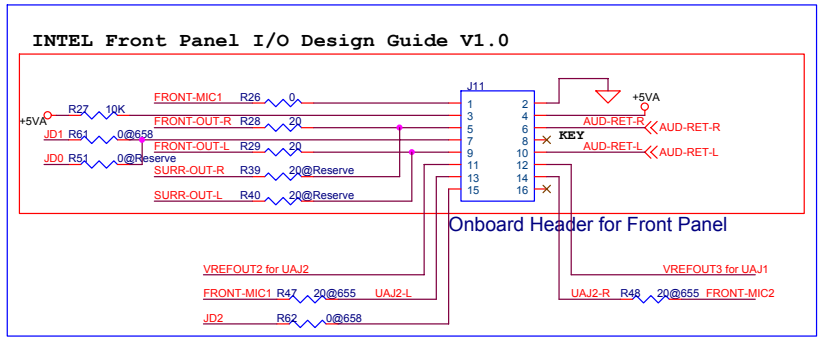 INTEL Front Panel I/O Design Guide V1.0
J11
FRONT-MIC1 R26 0 1 2
+5VA R27 10K 3 4 +5VA
FRONT-OUT-R R28 20 5 6 AUD-RET-R AUD-RET-R
JD1 R61 0@658 7 8 KEY
FRONT-OUT-L R29 20 9 10 AUD-RET-L AUD-RET-L
JD0 R51 0@Reserve 11 12
SURR-OUT-R R39 20@Reserve 13 14
SURR-OUT-L R40 20@Reserve 15 16
Onboard Header for Front Panel
VREFOUT2 for UAJ2 VREFOUT3 for UAJ1
FRONT-MIC1 R47 20@655 UAJ2-L UAJ2-R R48 20@655 FRONT-MIC2
JD2 R62 0@658